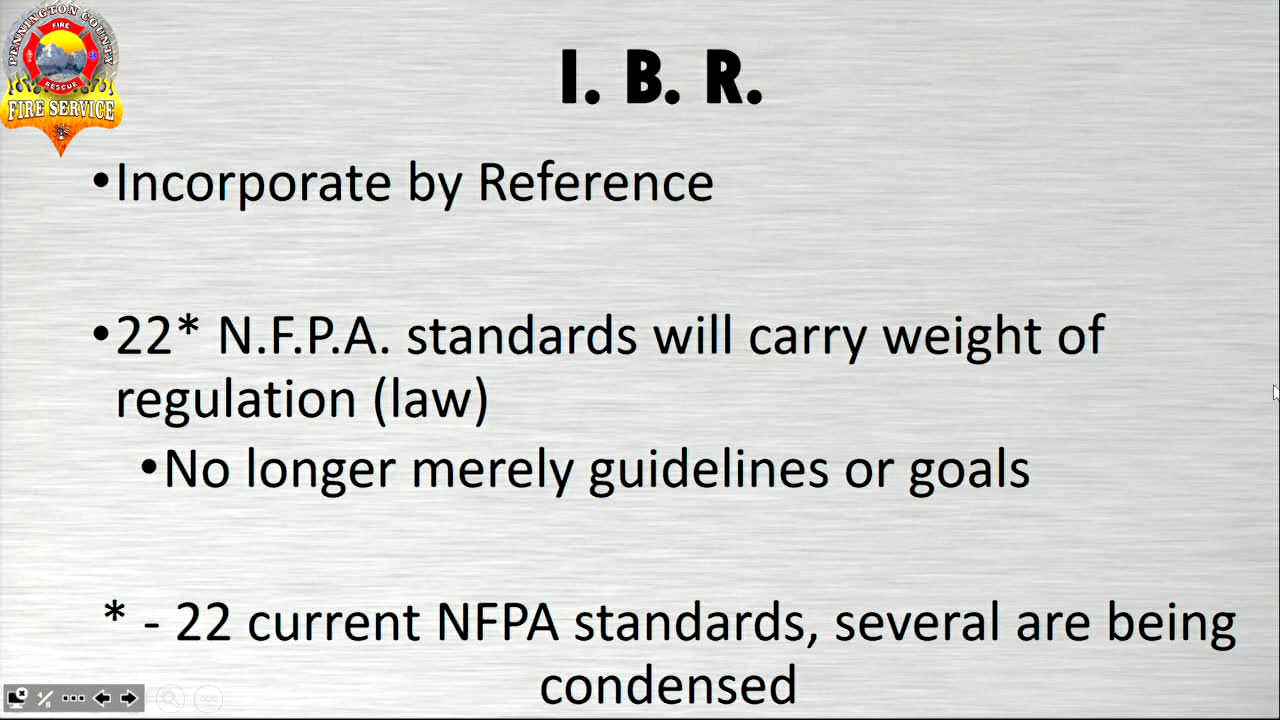 PENNINGTON COUNTY
FIRE
RESCUE
FIRE SERVICE
I. B. R.
•Incorporate by Reference
•22* N.F.P.A. standards will carry weight of
regulation (law)
•No longer merely guidelines or goals
* - 22 current NFPA standards, several are being
condensed